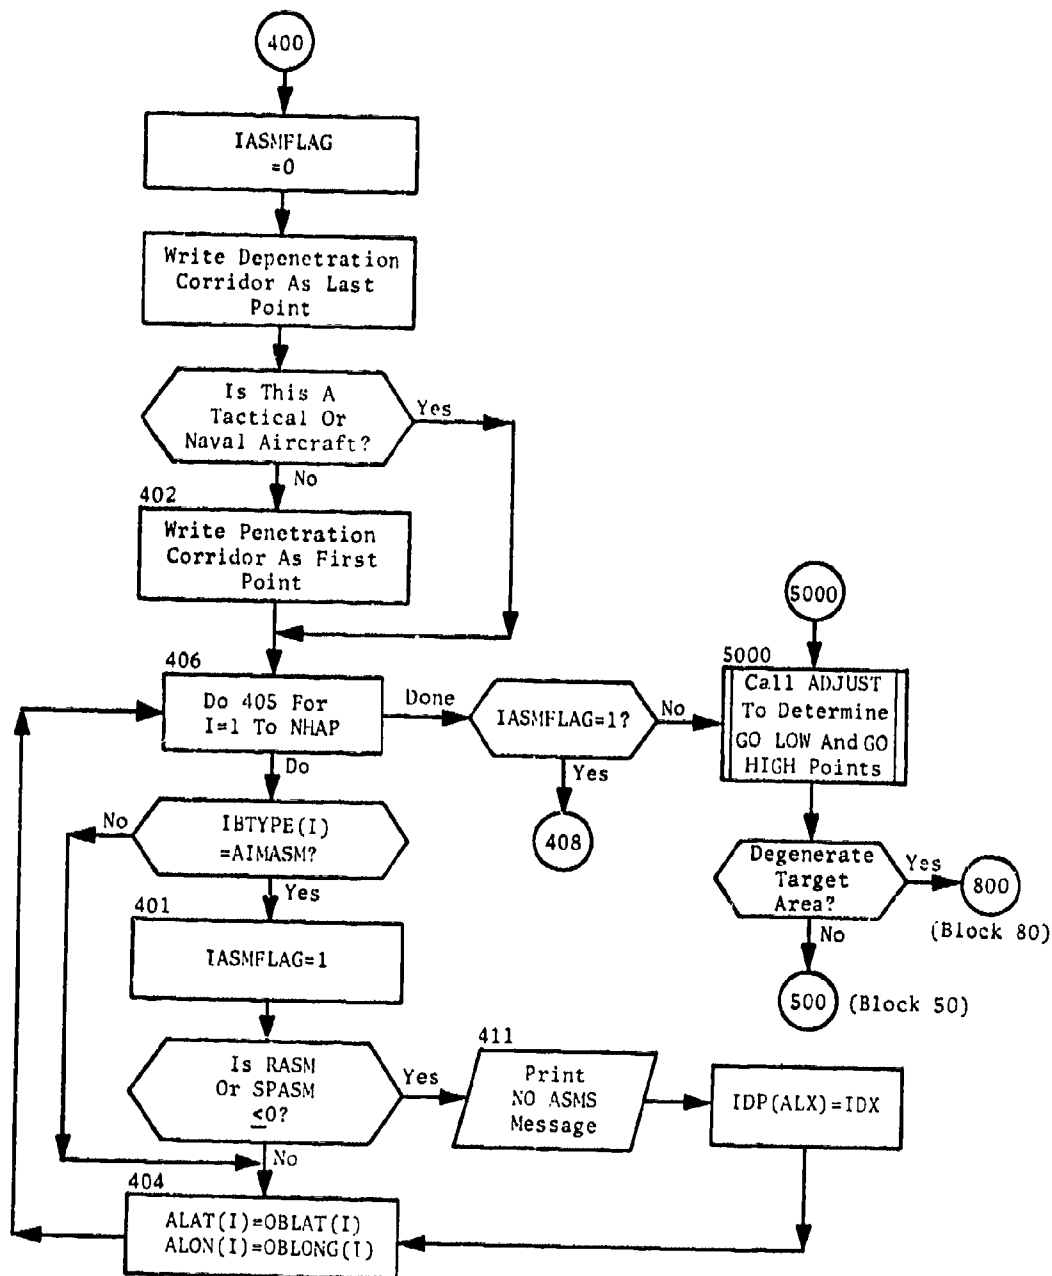 400
IASMFLAG
=0
Write Depenetration
Corridor As Last
Point
Is This A
Tactical Or
Naval Aircraft?
Yes
No
402
Write Penetration
Corridor As First
Point
406
Do 405 For
I=1 To NHAP
Done
IASMFLAG=1?
No
Yes
408
5000
5000
Call ADJUST
To Determine
GO LOW And GO
HIGH Points
Degenerate
Target
Area?
Yes
800
(Block 80)
No
500
(Block 50)
Do
IBTYPE(I)
=AIMASM?
No
Yes
401
IASMFLAG=1
Is RASM
Or SPASM
≤0?
Yes
No
411
Print
NO ASMS
Message
IDP(ALX)=IDX
404
ALAT(I)=OBLAT(I)
ALON(I)=OBLONG(I)